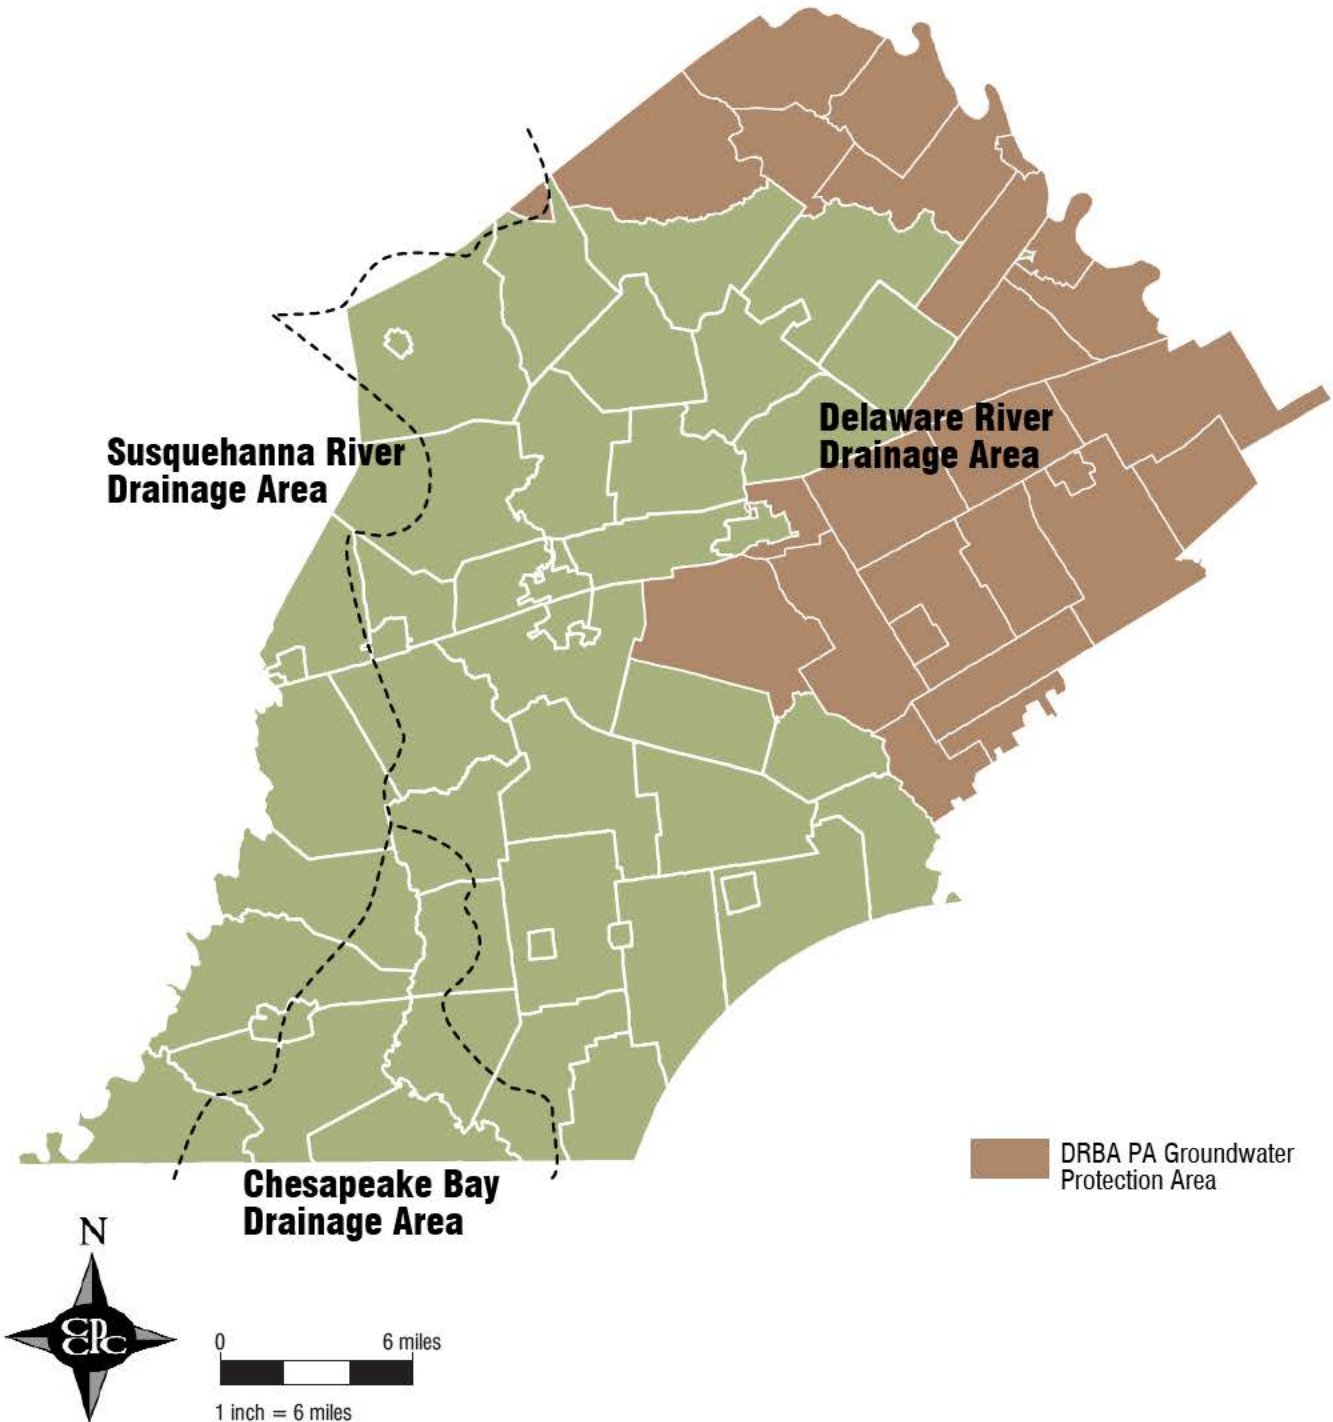 Delaware River
Drainage Area
Susquehanna River
Drainage Area
DRBA PA Groundwater
Protection Area
Chesapeake Bay
Drainage Area
N
CCPC
0 6 miles
1 inch = 6 miles